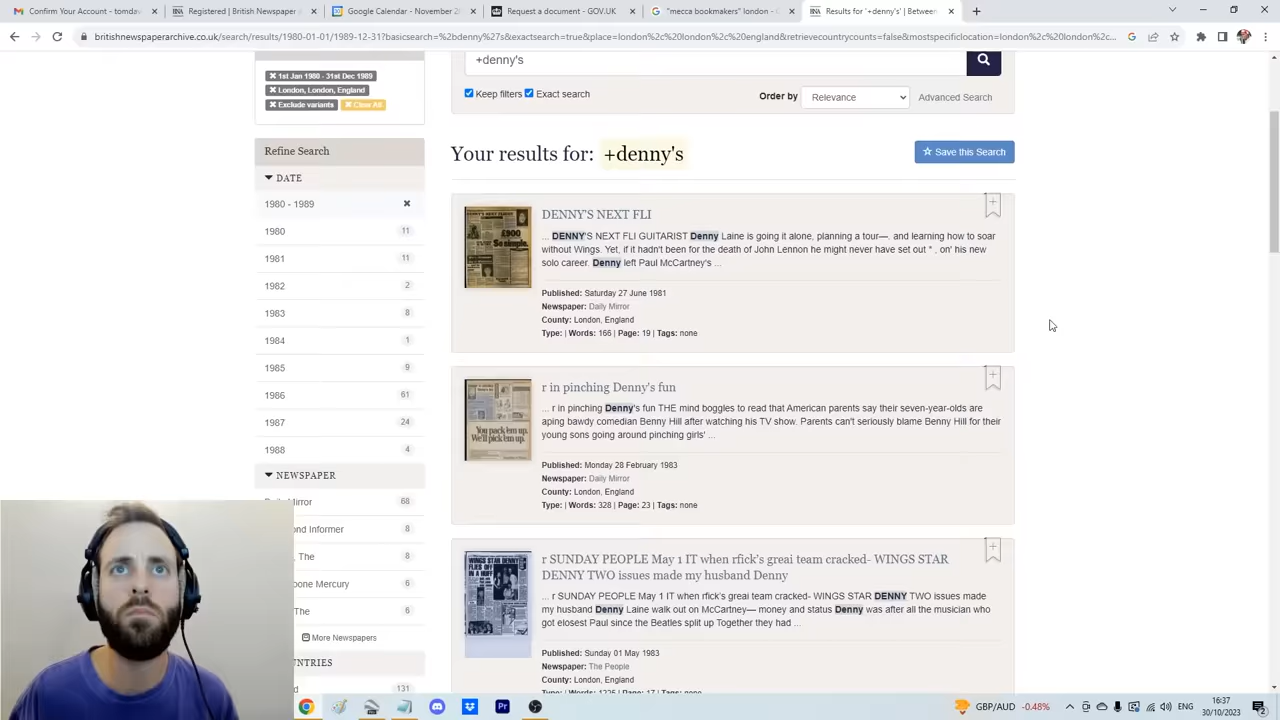 Confirm your account - tomday
Registered | British Newspape
Request a document - GOV.UK
"mecca bookmakers" london -
Results for '+denny's' | Betwee
britishnewspaperarchive.co.uk/search/results/1980-01-01/1989-12-31?basicsearch=%2bdenny%27s&exactsearch=true&place=london%2c%20london%2c%20england&retrievecountrycounts=false&mostspecificlocation=london%2c%20london%2c%20england%2c...
+denny's
1st Jan 1980 - 31st Dec 1989
London, London, England
Exclude variants
Clear All
Keep filters
Exact search
Order by
Relevance
Advanced Search
Refine Search
DATE
1980 - 1989
1980 11
1981 11
1982 2
1983 8
1984 1
1985 9
1986 61
1987 24
1988 4
NEWSPAPER
Mirror 68
ond Informer 8
The 8
bone Mercury 6
The 6
More Newspapers
UNTRIES
131
Your results for: +denny's
Save this Search
DENNY'S NEXT FLI
... DENNY'S NEXT FLI GUITARIST Denny Laine is going it alone, planning a tour—. and learning how to soar
without Wings. Yet, if it hadn't been for the death of John Lennon he might never have set out * , on' his new
solo career. Denny left Paul McCartney's ...
Published: Saturday 27 June 1981
Newspaper: Daily Mirror
County: London, England
Type: | Words: 166 | Page: 19 | Tags: none
r in pinching Denny's fun
... r in pinching Denny's fun THE mind boggles to read that American parents say their seven-year-olds are
aping bawdy comedian Benny Hill after watching his TV show. Parents can't seriously blame Benny Hill for their
young sons going around pinching girls' ...
Published: Monday 28 February 1983
Newspaper: Daily Mirror
County: London, England
Type: | Words: 328 | Page: 23 | Tags: none
r SUNDAY PEOPLE May 1 IT when rfick's greai team cracked- WINGS STAR
DENNY TWO issues made my husband Denny
... r SUNDAY PEOPLE May 1 IT when rfick's greai team cracked- WINGS STAR DENNY TWO issues made
my husband Denny Laine walk out on McCartney— money and status Denny was after all the musician who
got elosest Paul since the Beatles split up Together they had ...
Published: Sunday 01 May 1983
Newspaper: The People
County: London, England
GBP/AUD -0.48%
ENG
16:37
30/10/2023